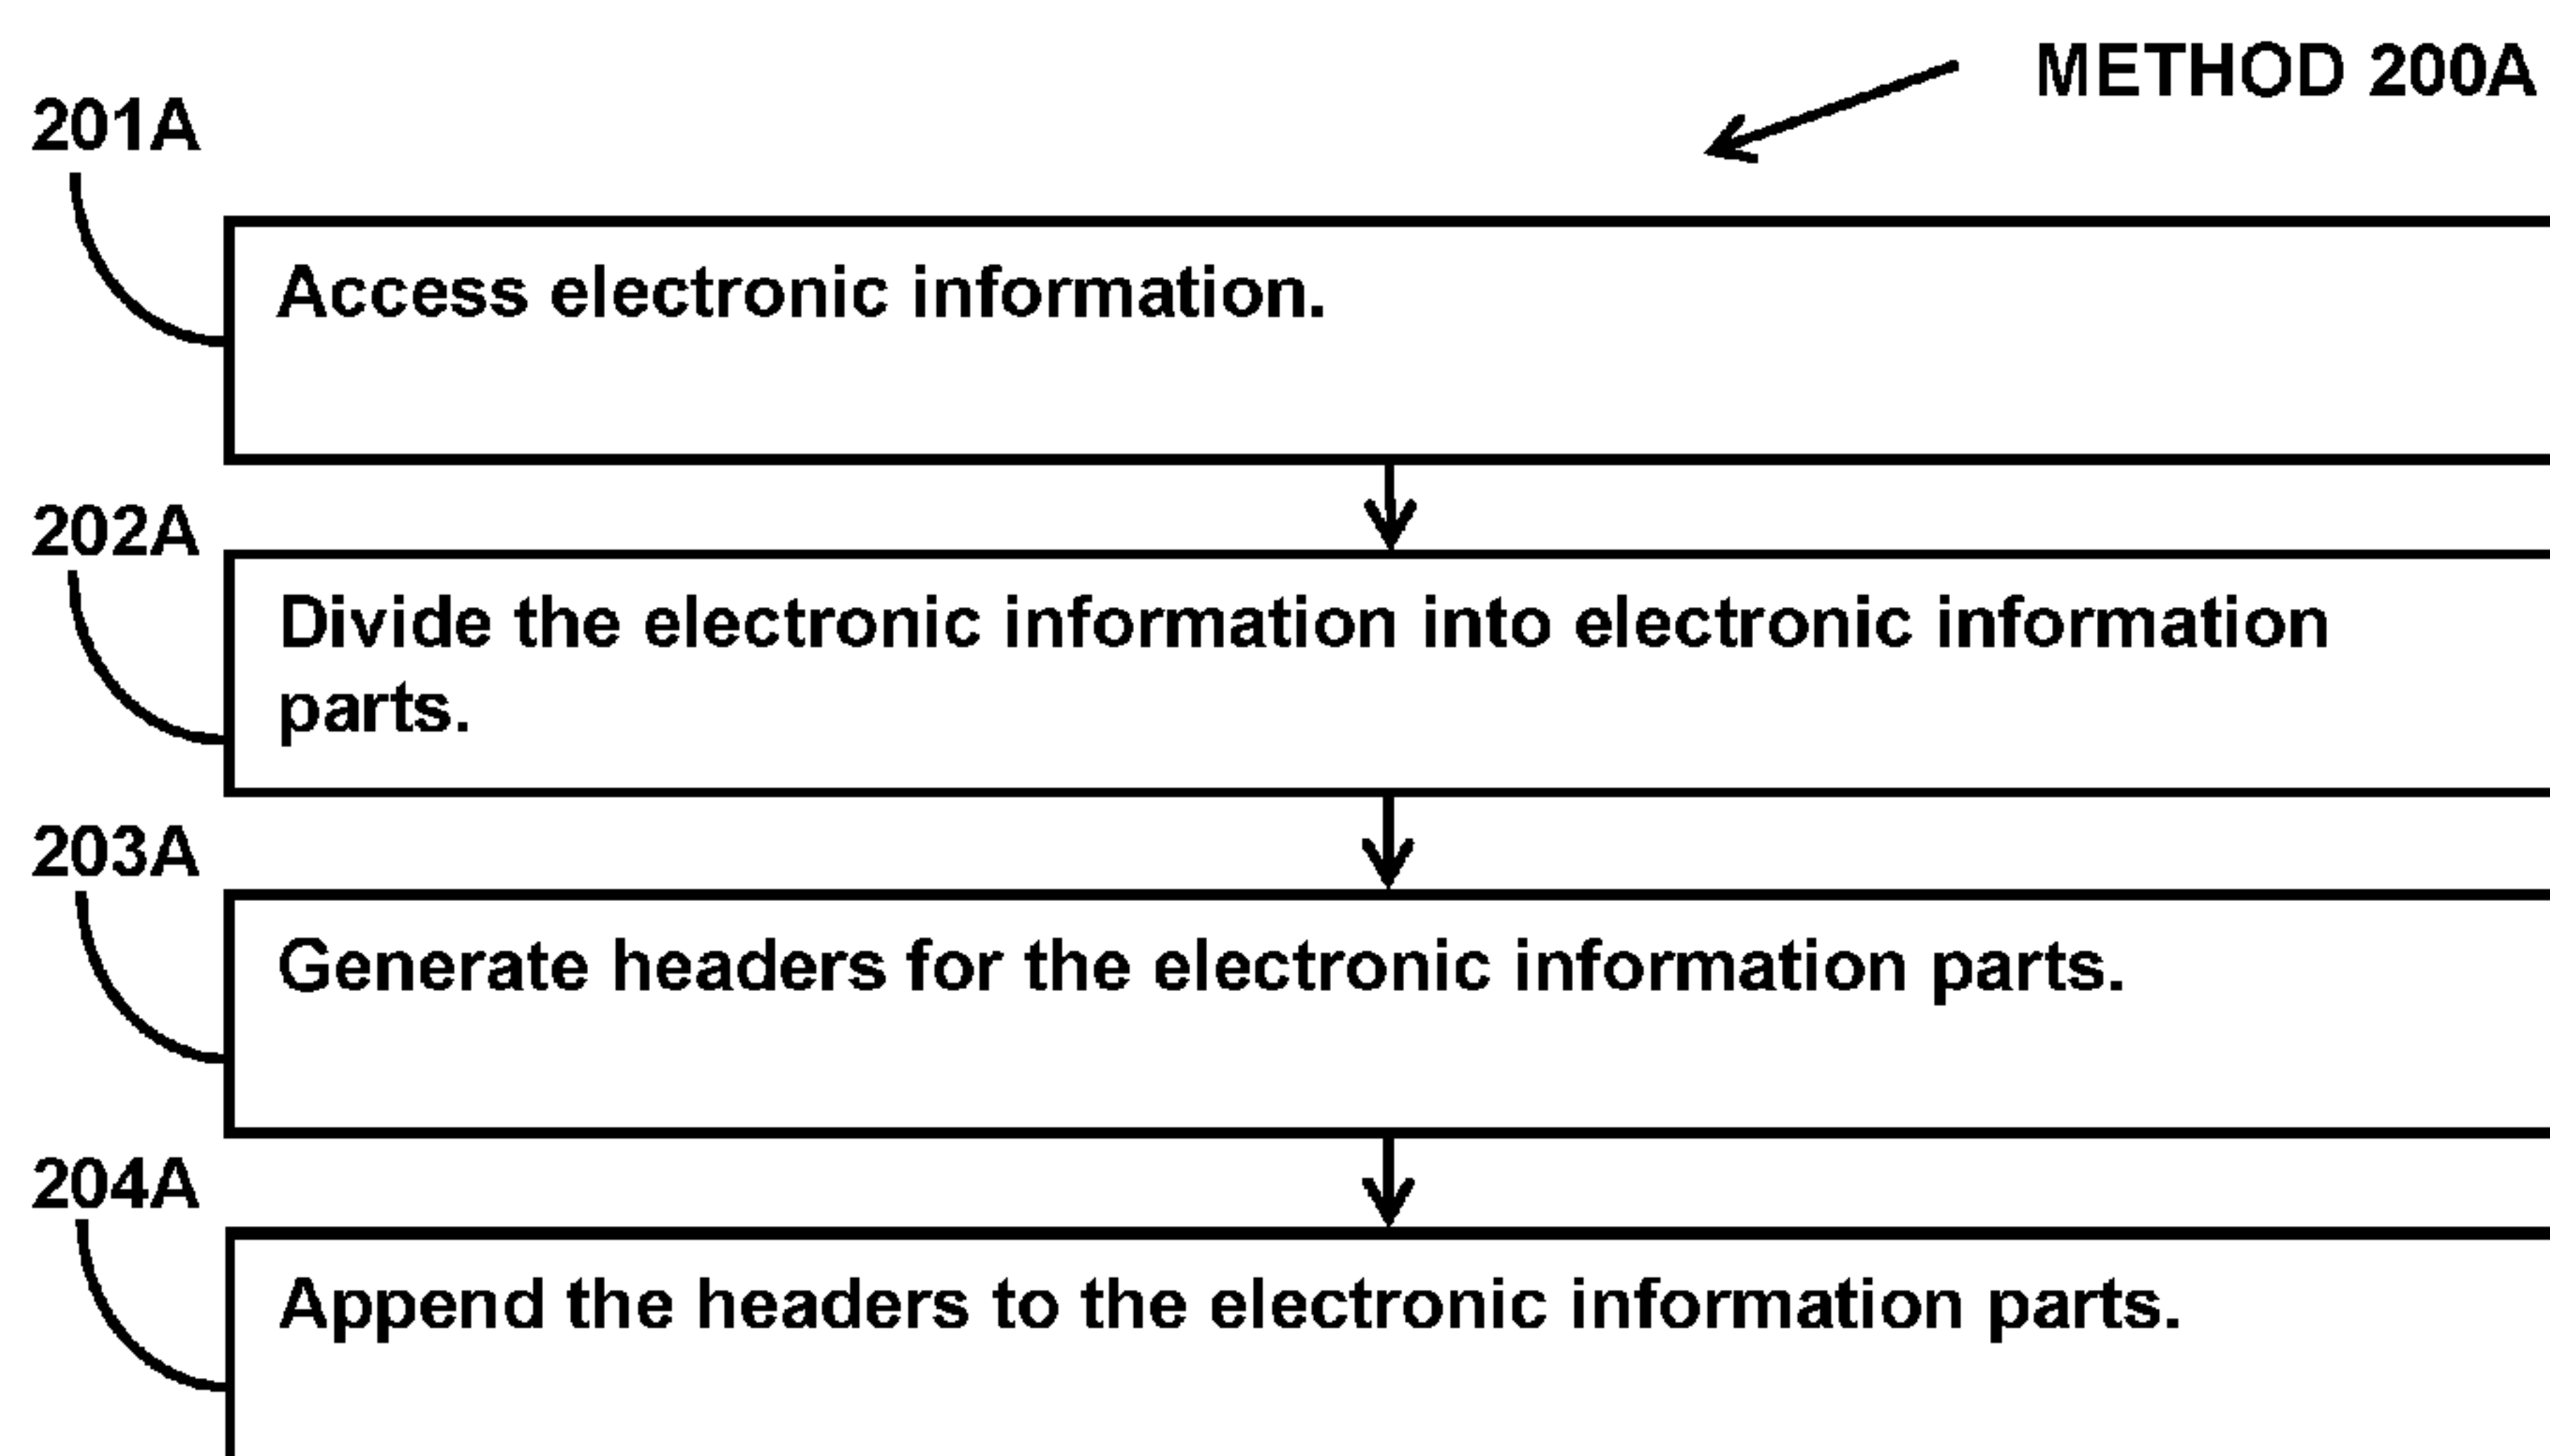 METHOD 200A
201A
Access electronic information.
202A
Divide the electronic information into electronic information
parts.
203A
Generate headers for the electronic information parts.
204A
Append the headers to the electronic information parts.